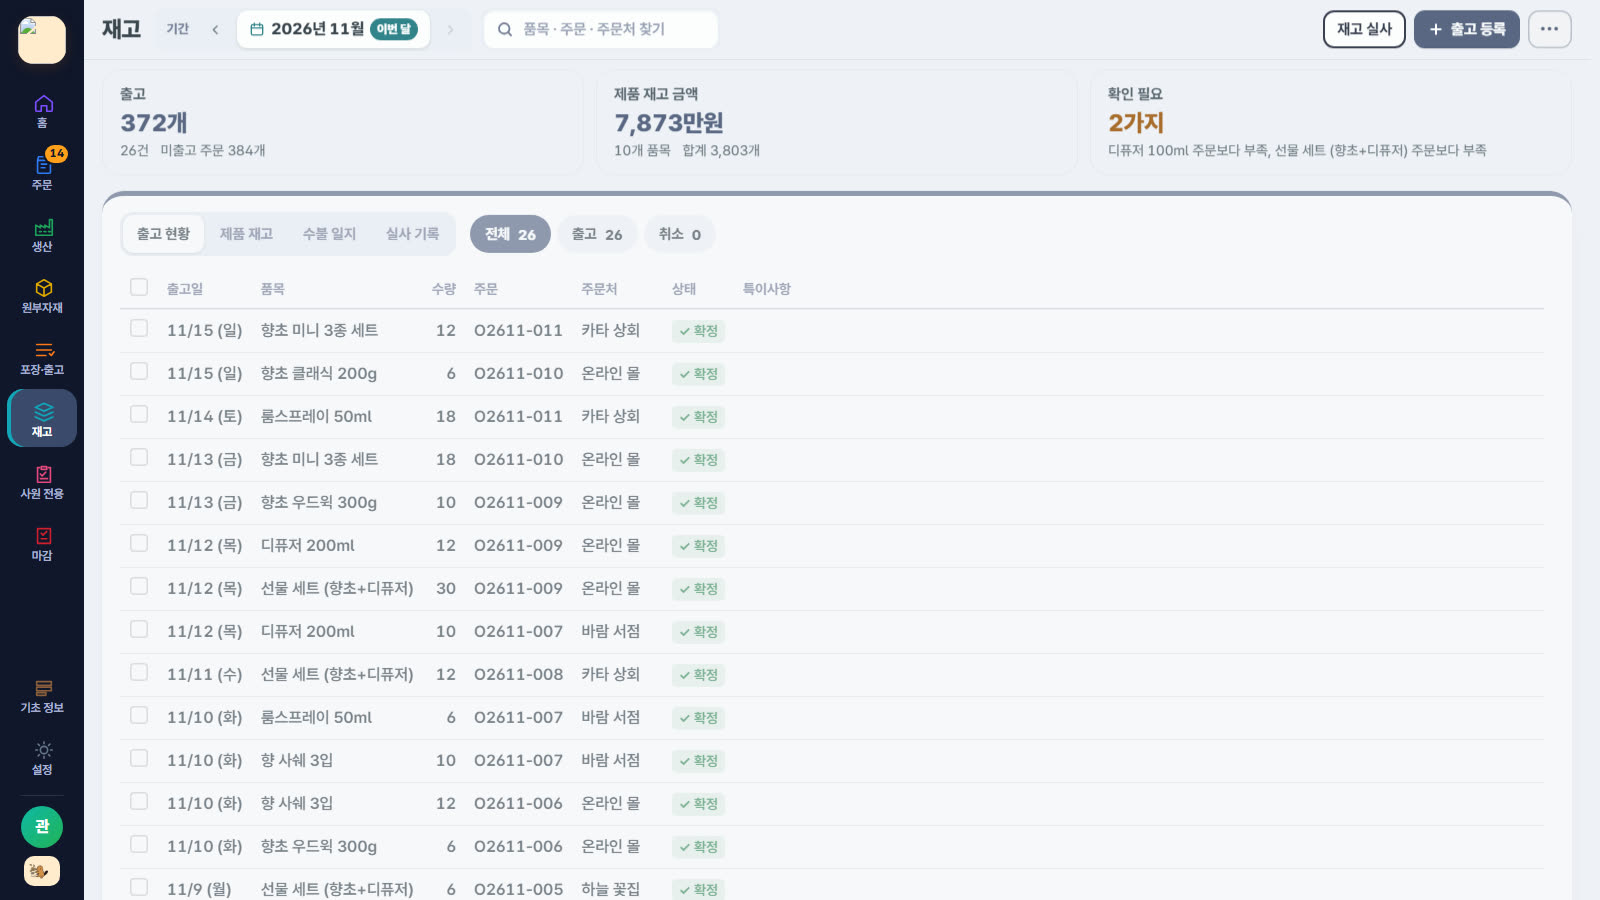 재고 기간 2026년 11월 이번 달 품목 · 주문 · 주문처 찾기 재고 실사 + 출고 등록
홈
14
주문
생산
원부자재
포장·출고
재고
사원 전용
마감
기초 정보
설정
관
출고
372개
26건 미출고 주문 384개
제품 재고 금액
7,873만원
10개 품목 합계 3,803개
확인 필요
2가지
디퓨저 100ml 주문보다 부족, 선물 세트 (향초+디퓨저) 주문보다 부족
출고 현황 제품 재고 수불 일지 실사 기록 전체 26 출고 26 취소 0
출고일 품목 수량 주문 주문처 상태 특이사항
11/15 (일) 향초 미니 3종 세트 12 O2611-011 카타 상회 확정
11/15 (일) 향초 클래식 200g 6 O2611-010 온라인 몰 확정
11/14 (토) 룸스프레이 50ml 18 O2611-011 카타 상회 확정
11/13 (금) 향초 미니 3종 세트 18 O2611-010 온라인 몰 확정
11/13 (금) 향초 우드윅 300g 10 O2611-009 온라인 몰 확정
11/12 (목) 디퓨저 200ml 12 O2611-009 온라인 몰 확정
11/12 (목) 선물 세트 (향초+디퓨저) 30 O2611-009 온라인 몰 확정
11/12 (목) 디퓨저 200ml 10 O2611-007 바람 서점 확정
11/11 (수) 선물 세트 (향초+디퓨저) 12 O2611-008 카타 상회 확정
11/10 (화) 룸스프레이 50ml 6 O2611-007 바람 서점 확정
11/10 (화) 향 사쉐 3입 10 O2611-007 바람 서점 확정
11/10 (화) 향 사쉐 3입 12 O2611-006 온라인 몰 확정
11/10 (화) 향초 우드윅 300g 6 O2611-006 온라인 몰 확정
11/9 (월) 선물 세트 (향초+디퓨저) 6 O2611-005 하늘 꽃집 확정